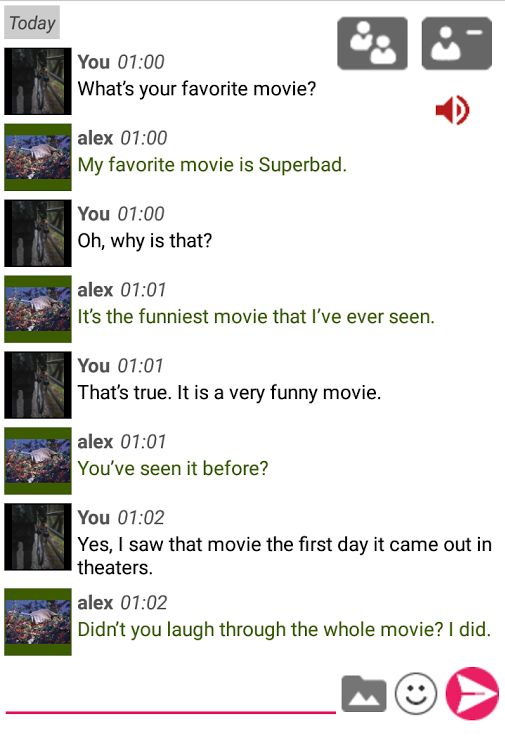 Today
You 01:00
What's your favorite movie?
alex 01:00
My favorite movie is Superbad.
You 01:00
Oh, why is that?
alex 01:01
It's the funniest movie that I've ever seen.
You 01:01
That's true. It is a very funny movie.
alex 01:01
You've seen it before?
You 01:02
Yes, I saw that movie the first day it came out in
theaters.
alex 01:02
Didn't you laugh through the whole movie? I did.